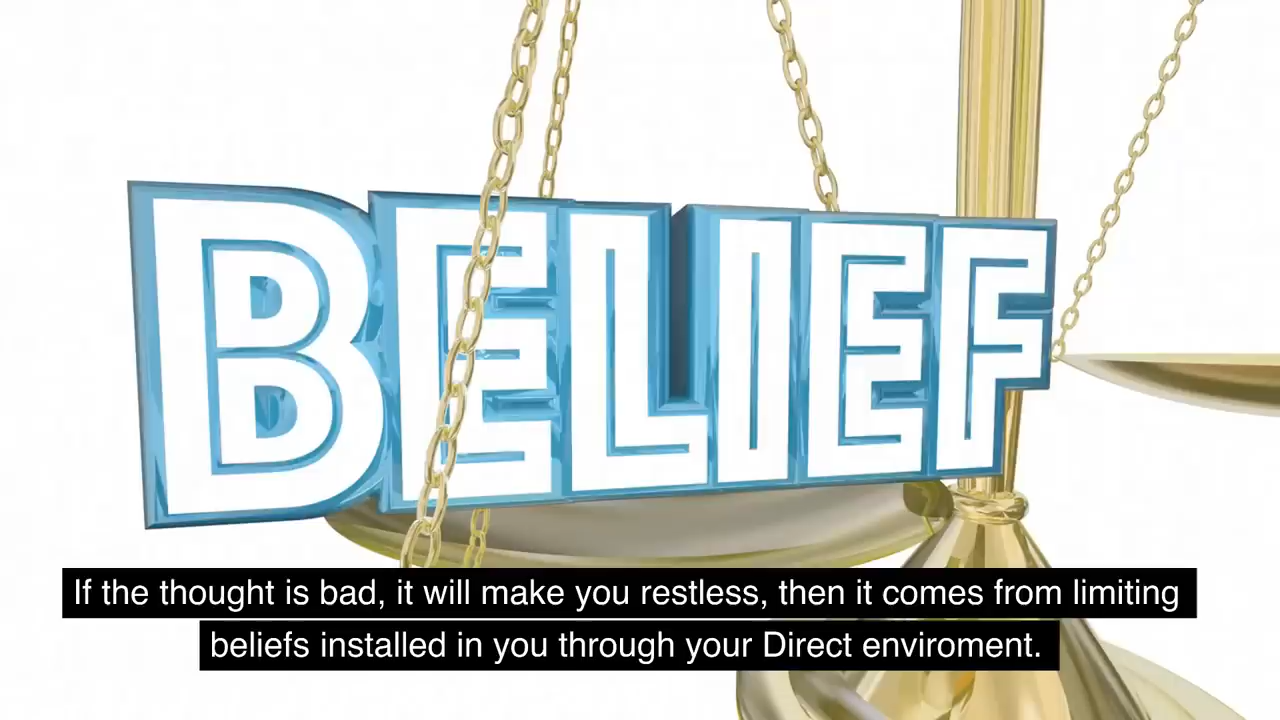 BELIEF
If the thought is bad, it will make you restless, then it comes from limiting
beliefs installed in you through your Direct enviroment.